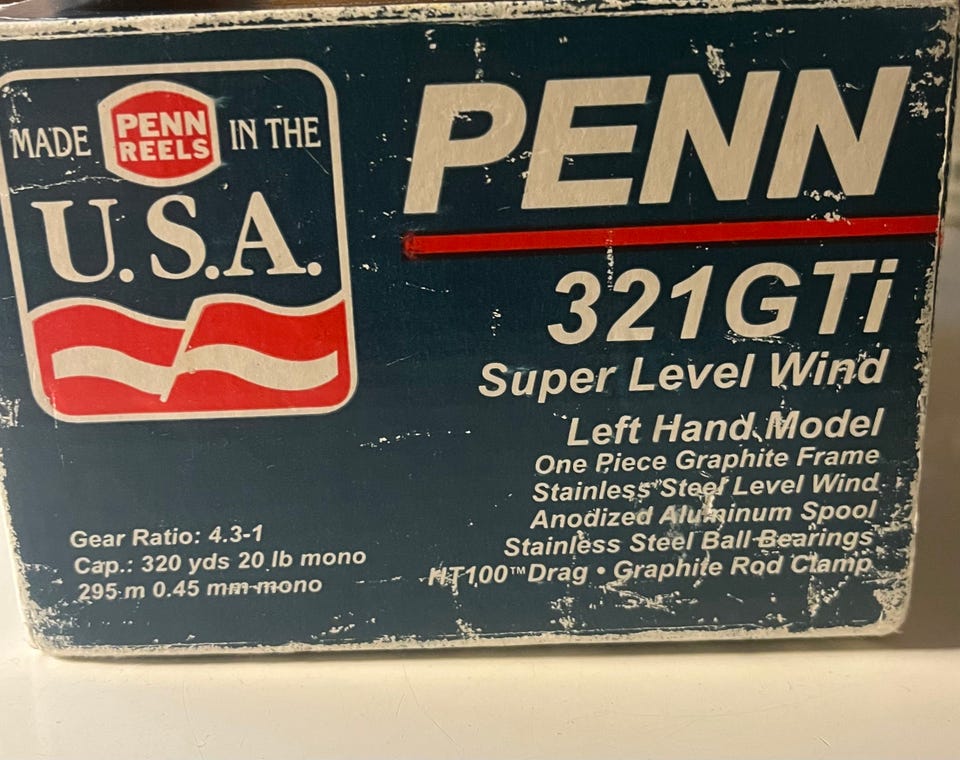 MADE PENN REELS IN THE
U.S.A.
PENN
321GTi
Super Level Wind
Left Hand Model
One Piece Graphite Frame
Stainless Steel Level Wind
Anodized Aluminum Spool
Stainless Steel Ball Bearings
HT100™ Drag • Graphite Rod Clamp
Gear Ratio: 4.3-1
Cap.: 320 yds 20 lb mono
295 m 0.45 mm mono